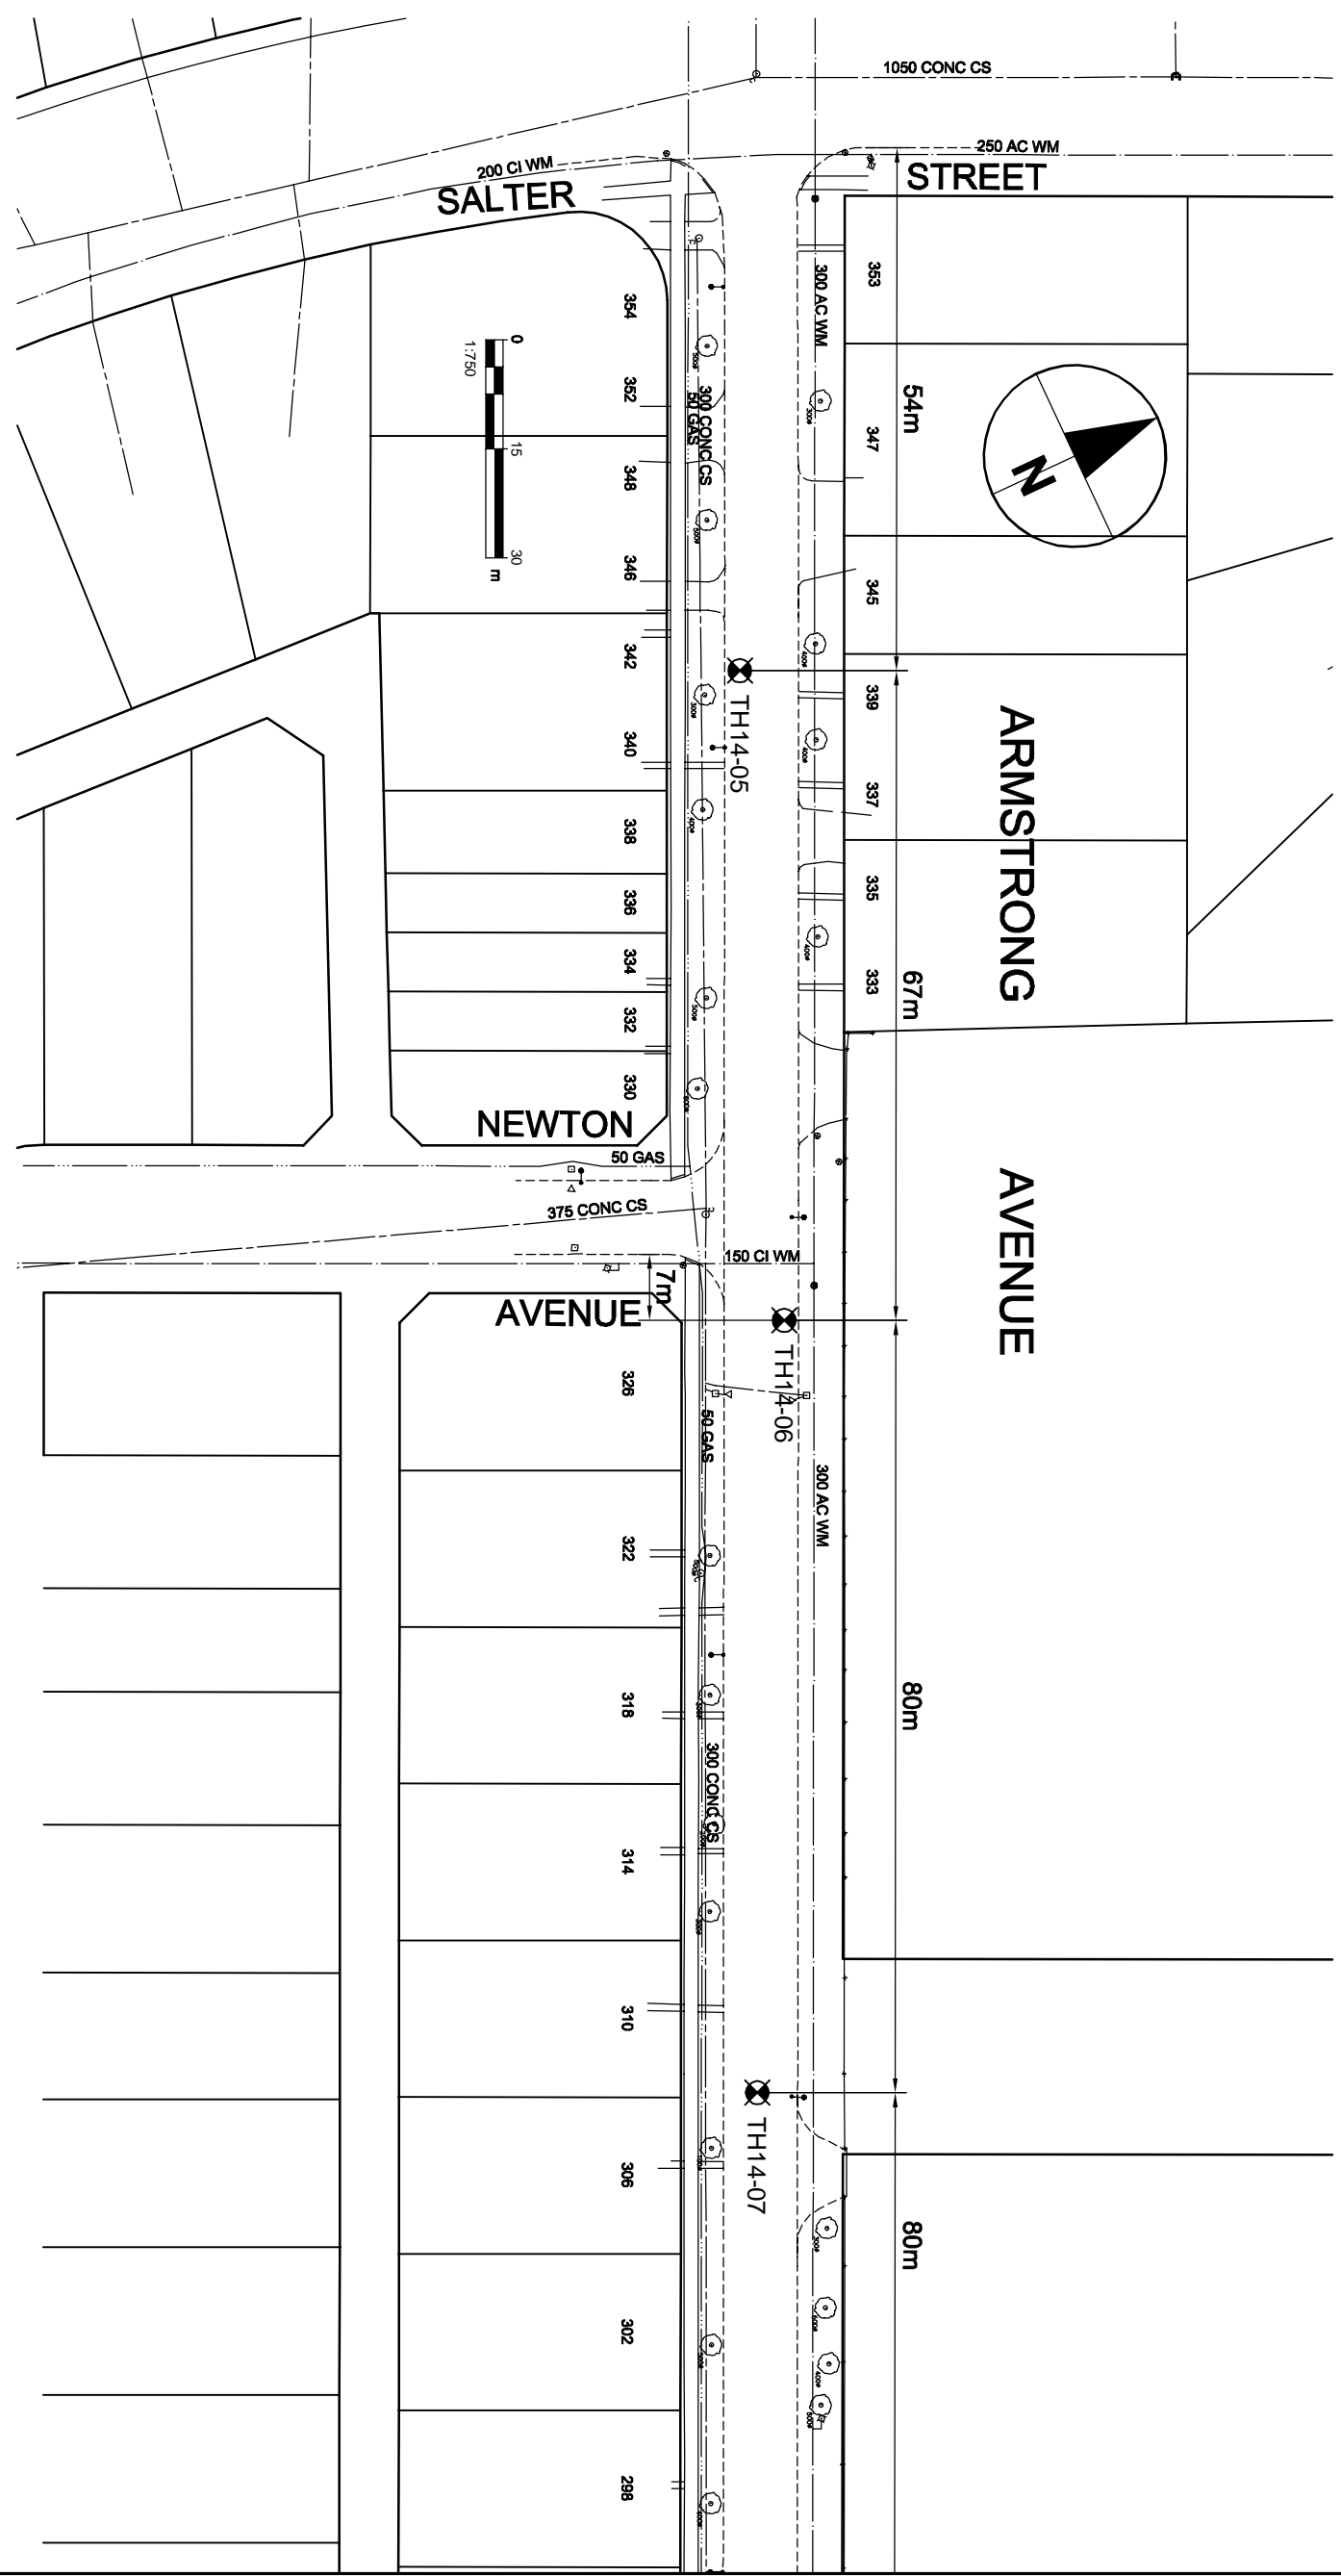 1050 CONC CS
250 AC WM
200 CI WM
SALTER
STREET
353
300 AC WM
354
0
1:750
352
300 CONC CS
50 GAS
54m
347
15
348
N
30
m
346
345
342
339
TH14-05
340
337
ARMSTRONG
338
335
336
334
333
67m
332
330
NEWTON
50 GAS
375 CONC CS
150 CI WM
7m
AVENUE
AVENUE
TH14-06
326
50 GAS
300 AC WM
322
318
80m
300 CONC CS
314
310
TH14-07
306
80m
302
298